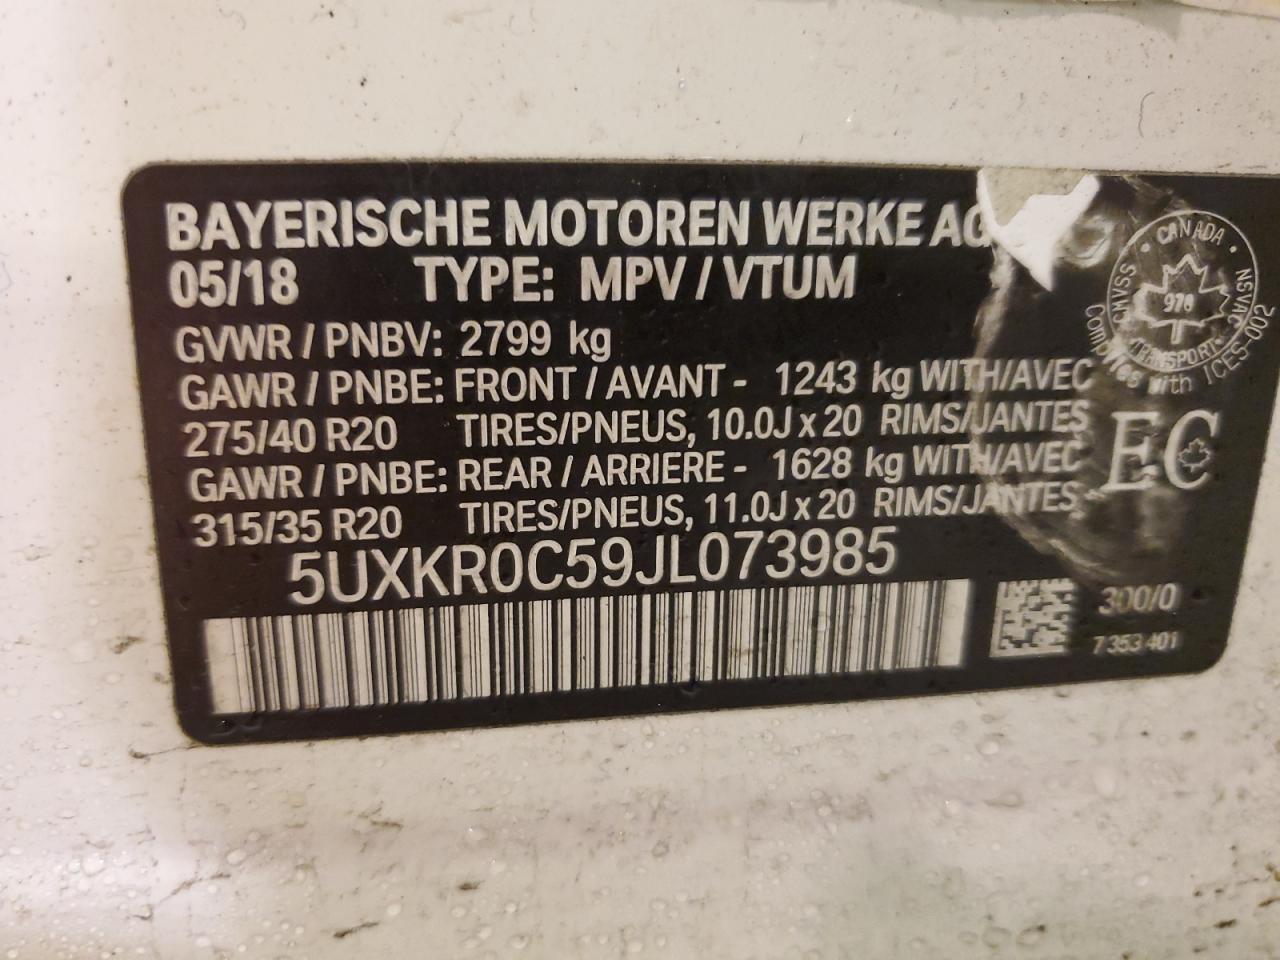 BAYERISCHE MOTOREN WERKE AG
05/18 TYPE: MPV / VTUM
GVWR / PNBV: 2799 kg
GAWR / PNBE: FRONT / AVANT - 1243 kg WITH/AVEC
275/40 R20 TIRES/PNEUS, 10.0J x 20 RIMS/JANTES
GAWR / PNBE: REAR / ARRIERE - 1628 kg WITH/AVEC
315/35 R20 TIRES/PNEUS, 11.0J x 20 RIMS/JANTES
5UXKR0C59JL073985
CANADA
CMVSS NSVAC
978
TRANSPORT
Complies with ICES-002
EC
300/0
7 353 401